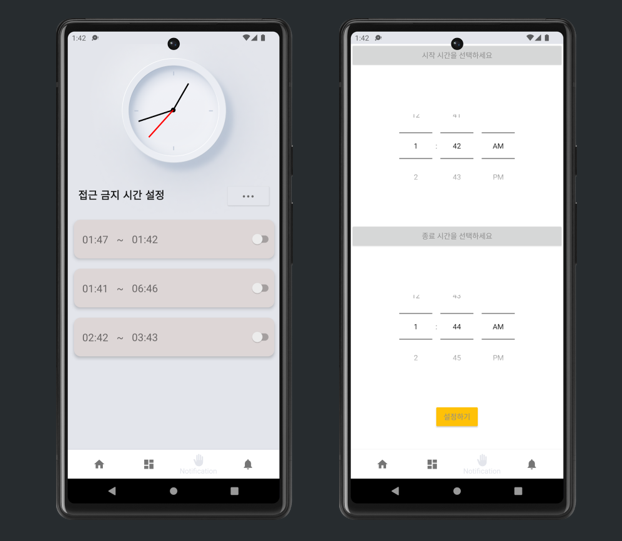 1:42
접근 금지 시간 설정
01:47 ~ 01:42
01:41 ~ 06:46
02:42 ~ 03:43
Notification
1:42
시작 시간을 선택하세요
12 41
1 : 42 AM
2 43 PM
종료 시간을 선택하세요
12 43
1 : 44 AM
2 45 PM
설정하기
Notification